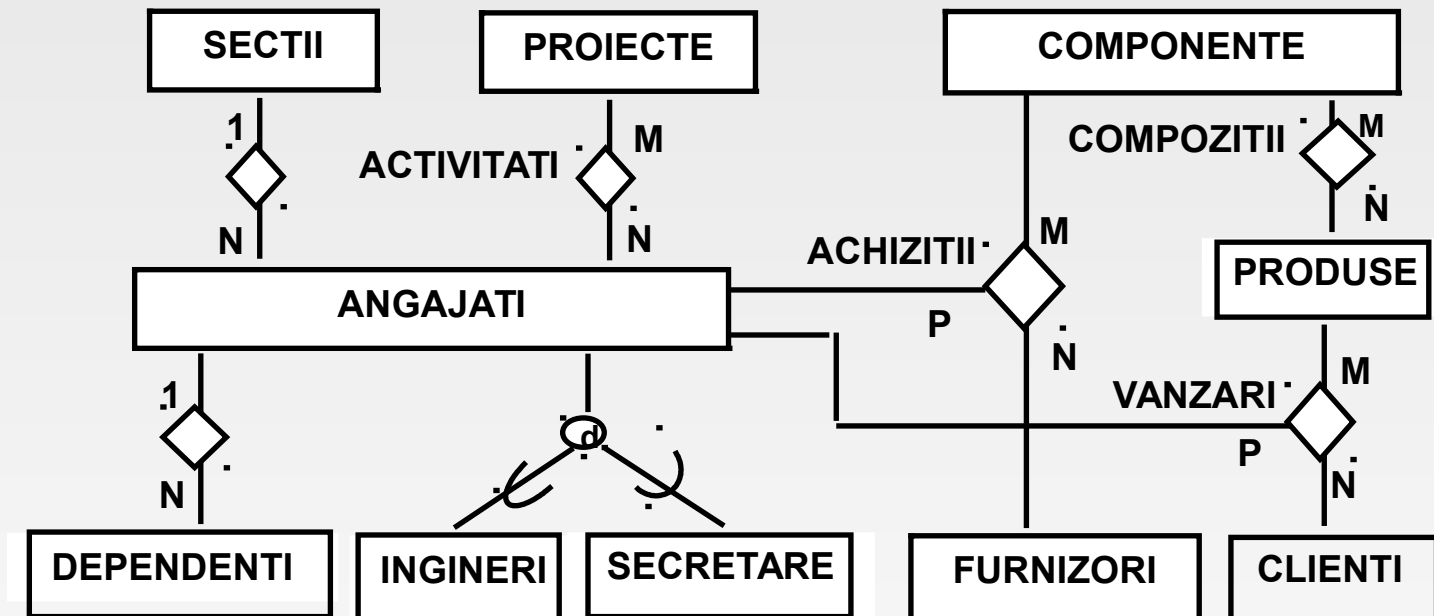 SECTII
PROIECTE
COMPONENTE
1
M
M
ACTIVITATI
COMPOZITII
N
N
N
ACHIZITII
M
PRODUSE
ANGAJATI
P
N
1
M
VANZARI
d
P
N
N
DEPENDENTI
INGINERI
SECRETARE
FURNIZORI
CLIENTI